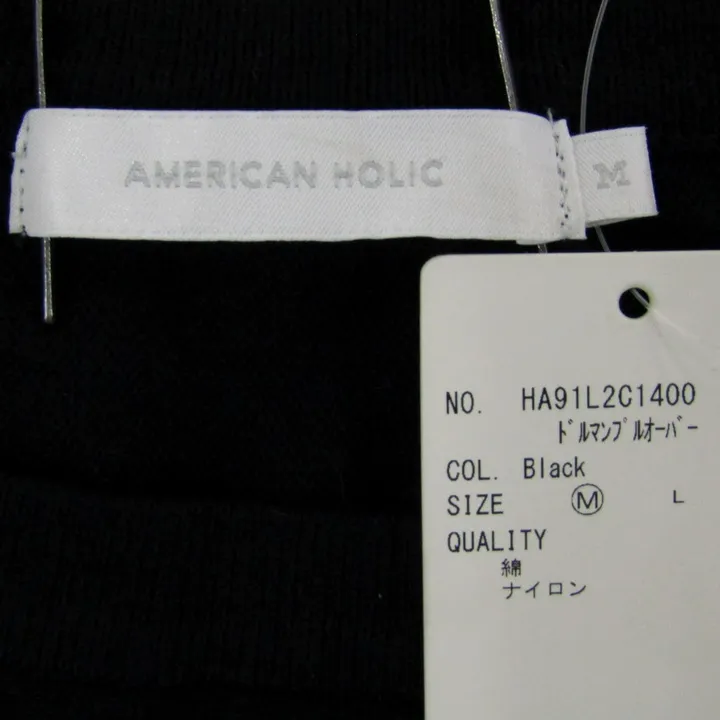 AMERICAN HOLIC
M
NO. HA91L2C1400
ﾄﾞﾙﾏﾝﾌﾟﾙｵｰﾊﾞｰ
COL. Black
SIZE Ⓜ L
QUALITY
綿
ナイロン